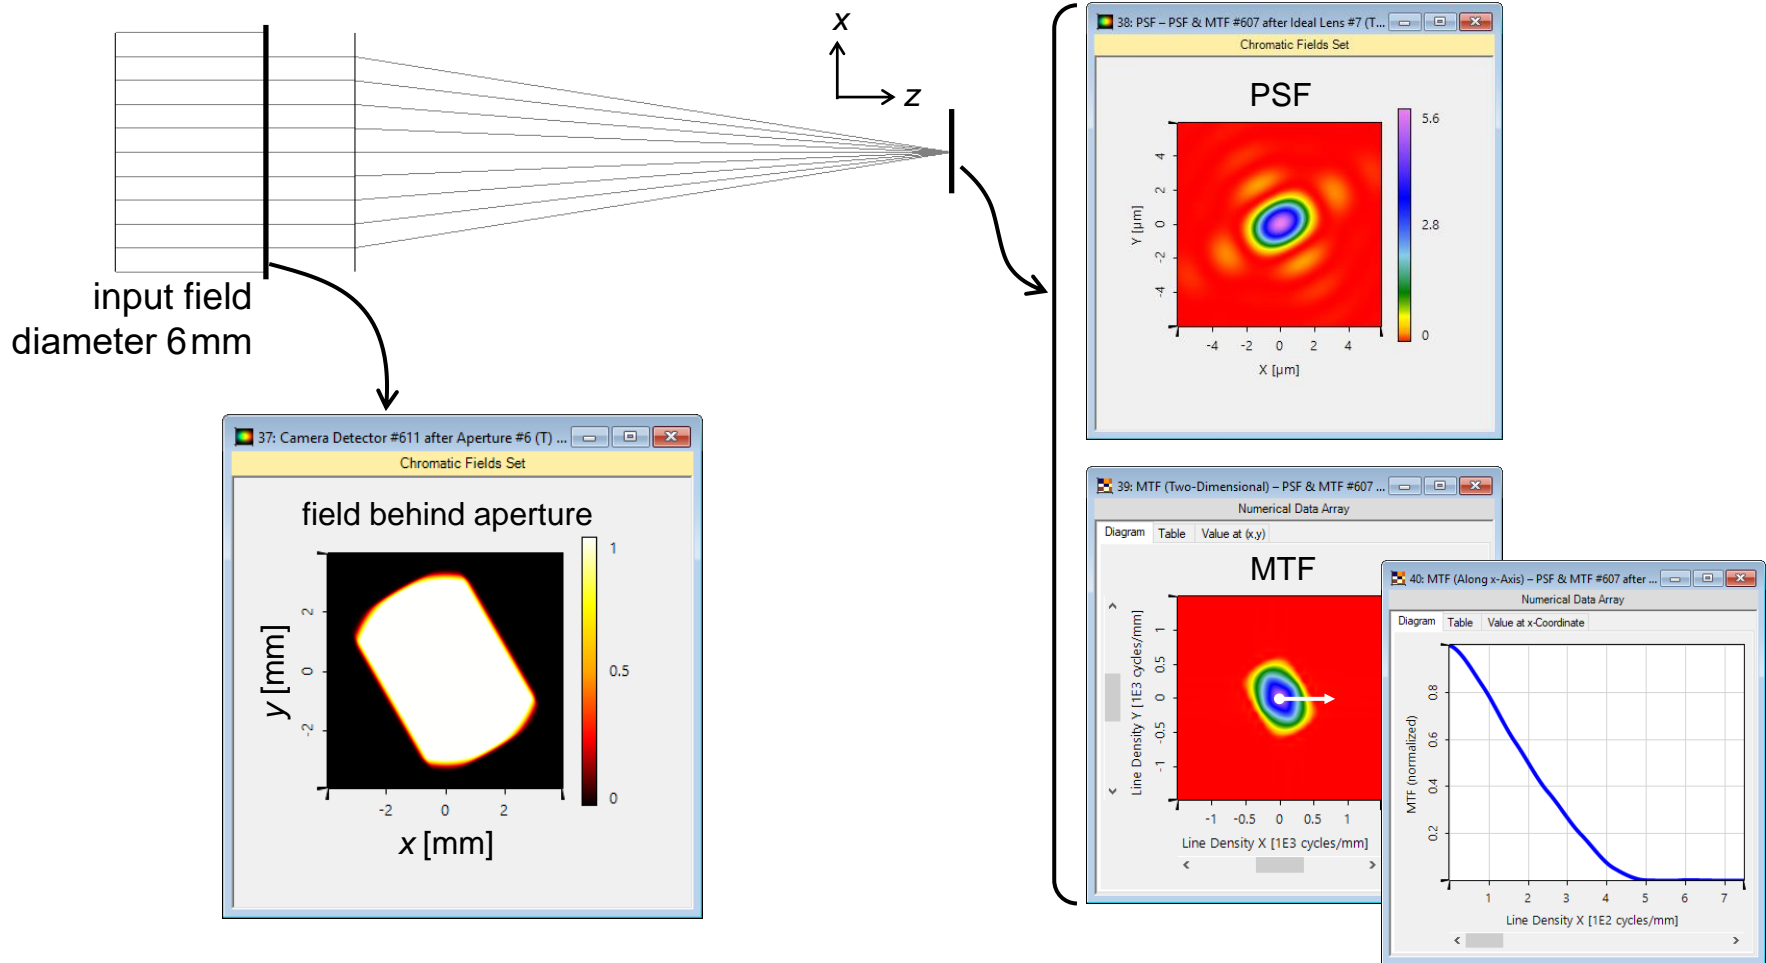 x
z
input field
diameter 6 mm
37: Camera Detector #611 after Aperture #6 (T) ...
Chromatic Fields Set
field behind aperture
1
0.5
0
2
0
-2
y [mm]
-2
0
2
x [mm]
38: PSF – PSF & MTF #607 after Ideal Lens #7 (T...
Chromatic Fields Set
PSF
5.6
2.8
0
4
2
0
-2
-4
Y [µm]
-4
-2
0
2
4
X [µm]
39: MTF (Two-Dimensional) – PSF & MTF #607 ...
Numerical Data Array
Diagram Table Value at (x,y)
MTF
1
0.5
0
-0.5
-1
Line Density Y [1E3 cycles/mm]
-1
-0.5
0
0.5
1
Line Density X [1E3 cycles/mm]
40: MTF (Along x-Axis) – PSF & MTF #607 after ...
Numerical Data Array
Diagram Table Value at x-Coordinate
0.8
0.6
0.4
0.2
MTF (normalized)
1
2
3
4
5
6
7
Line Density X [1E2 cycles/mm]